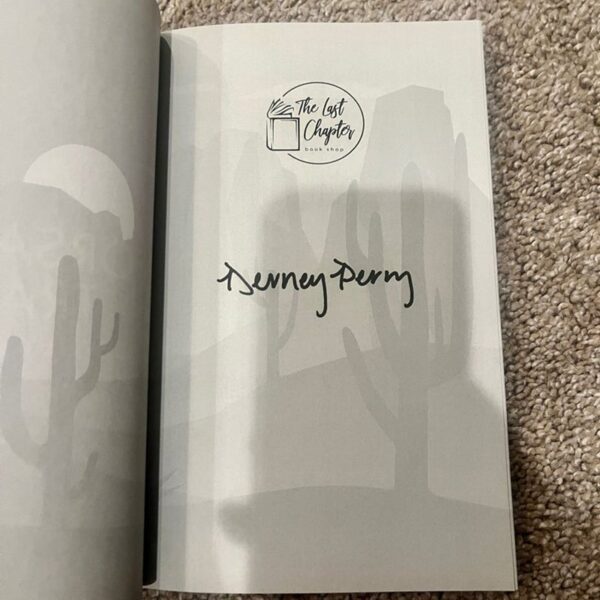 The Last
Chapter
book shop
Devney Perry